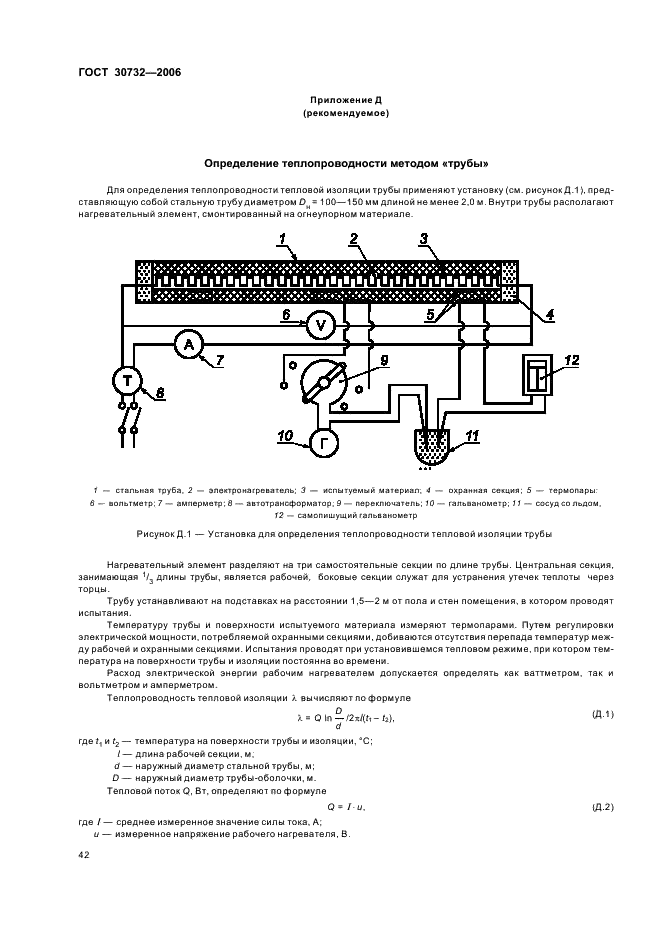 ГОСТ 30732—2006
Приложение Д
(рекомендуемое)
Определение теплопроводности методом «трубы»
Для определения теплопроводности тепловой изоляции трубы применяют установку (см. рисунок Д.1), пред-
ставляющую собой стальную трубу диаметром Dн = 100—150 мм длиной не менее 2,0 м. Внутри трубы располагают
нагревательный элемент, смонтированный на огнеупорном материале.
1 2 3
6 V 5 4
A 7 9 12
T 8
10 Г 11
1 — стальная труба, 2 — электронагреватель; 3 — испытуемый материал; 4 — охранная секция; 5 — термопары:
6 — вольтметр; 7 — амперметр; 8 — автотрансформатор; 9 — переключатель; 10 — гальванометр; 11 — сосуд со льдом,
12 — самопишущий гальванометр
Рисунок Д.1 — Установка для определения теплопроводности тепловой изоляции трубы
Нагревательный элемент разделяют на три самостоятельные секции по длине трубы. Центральная секция,
занимающая 1/3 длины трубы, является рабочей, боковые секции служат для устранения утечек теплоты через
торцы.
Трубу устанавливают на подставках на расстоянии 1,5—2 м от пола и стен помещения, в котором проводят
испытания.
Температуру трубы и поверхности испытуемого материала измеряют термопарами. Путем регулировки
электрической мощности, потребляемой охранными секциями, добиваются отсутствия перепада температур меж-
ду рабочей и охранными секциями. Испытания проводят при установившемся тепловом режиме, при котором тем-
пература на поверхности трубы и изоляции постоянна во времени.
Расход электрической энергии рабочим нагревателем допускается определять как ваттметром, так и
вольтметром и амперметром.
Теплопроводность тепловой изоляции λ вычисляют по формуле
λ = Q ln D/d /2πl(t1 – t2), (Д.1)
где t1 и t2 — температура на поверхности трубы и изоляции, °С;
l — длина рабочей секции, м;
d — наружный диаметр стальной трубы, м;
D — наружный диаметр трубы-оболочки, м.
Тепловой поток Q, Вт, определяют по формуле
Q = I · u, (Д.2)
где I — среднее измеренное значение силы тока, А;
u — измеренное напряжение рабочего нагревателя, В.
42